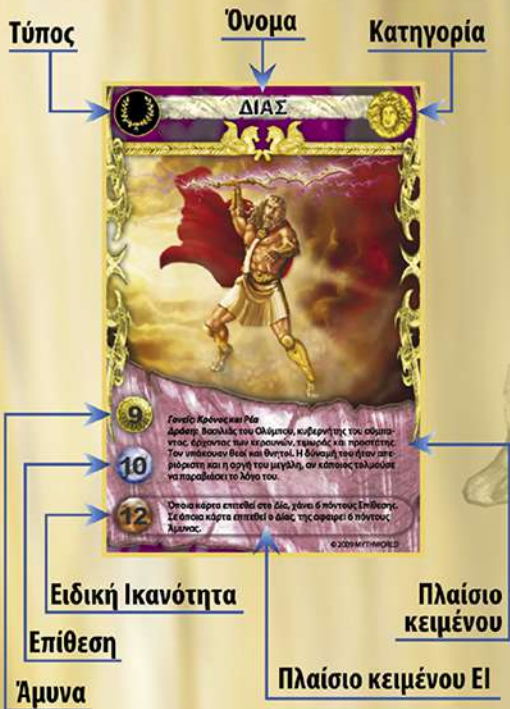 Τύπος
Όνομα
Κατηγορία
ΔΙΑΣ
9
Γονείς: Κρόνος και Ρέα
Δράση: Βασιλιάς του Ολύμπου, κυβερνήτης του σύμπα-
ντος, άρχοντας των κεραυνών, τιμωρός και προστάτης.
Τον υπάκουαν θεοί και θνητοί. Η δύναμή του ήταν απε-
ριόριστη και η οργή του μεγάλη, αν κάποιος τολμούσε
να παραβιάσει το λόγο του.
10
12
Όποια κάρτα επιτεθεί στο Δία, χάνει 6 πόντους Επίθεσης.
Σε όποια κάρτα επιτεθεί ο Δίας, της αφαιρεί 6 πόντους
Άμυνας.
© 2009 MYTHWORLD
Ειδική Ικανότητα
Πλαίσιο
κειμένου
Επίθεση
Πλαίσιο κειμένου ΕΙ
Άμυνα